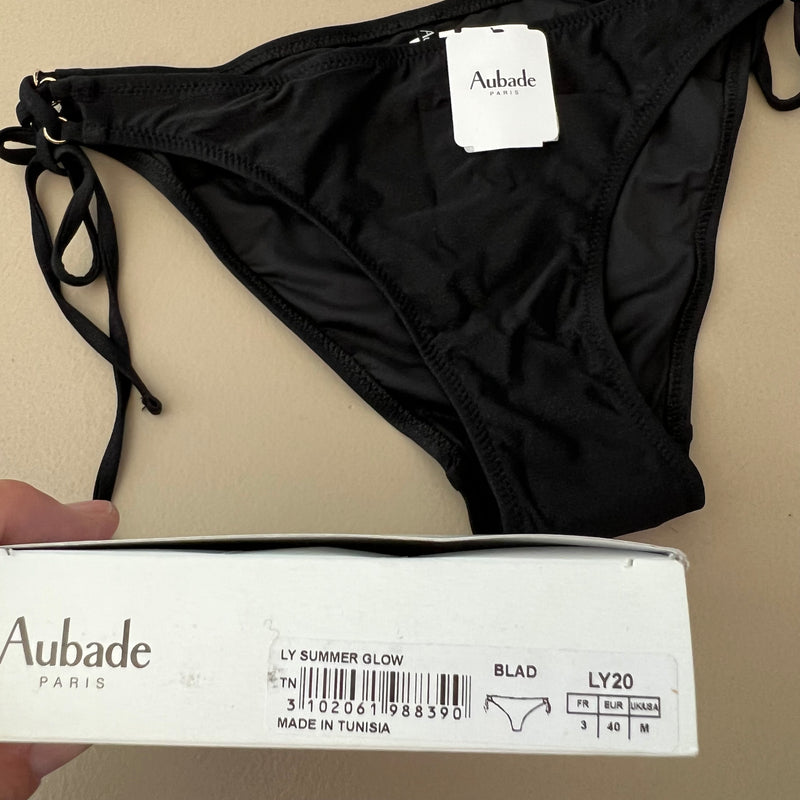 Aubade
PARIS
Aubade
PARIS
LY SUMMER GLOW
TN
3 102061 988390
MADE IN TUNISIA
BLAD
LY20
FR EUR UK/USA
3 40 M